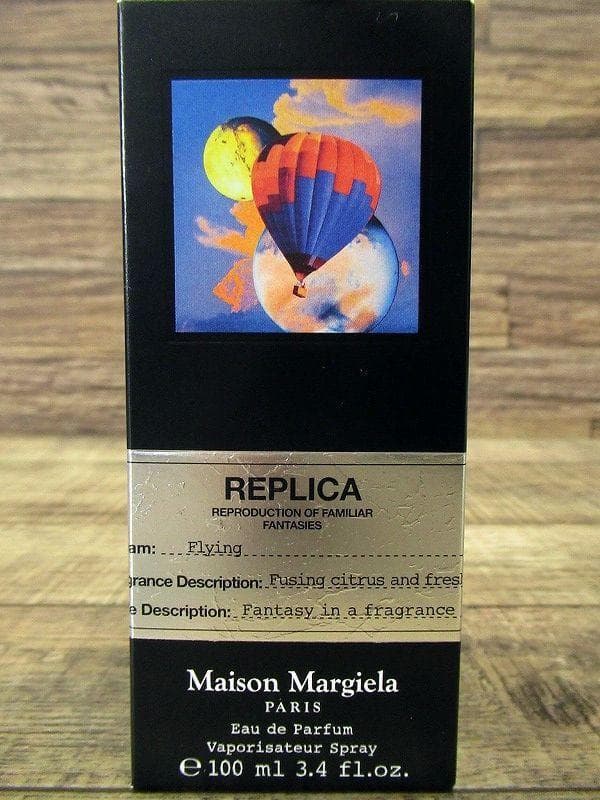 REPLICA
REPRODUCTION OF FAMILIAR
FANTASIES
am: Flying
grance Description: Fusing citrus and fres
e Description: Fantasy in a fragrance
Maison Margiela
PARIS
Eau de Parfum
Vaporisateur Spray
℮ 100 ml 3.4 fl.oz.